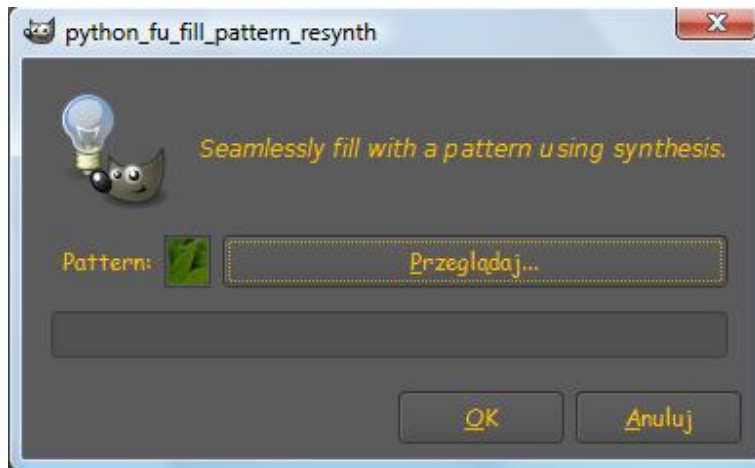 python_fu_fill_pattern_resynth
Seamlessly fill with a pattern using synthesis.
Pattern: Przeglądaj...
OK Anuluj